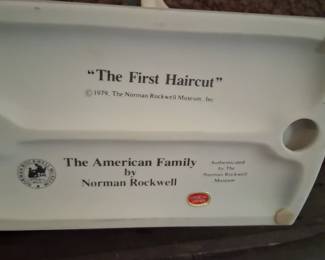 "The First Haircut"
© 1979, The Norman Rockwell Museum, Inc.
The American Family
by
Norman Rockwell
Authenticated
by The
Norman Rockwell
Museum